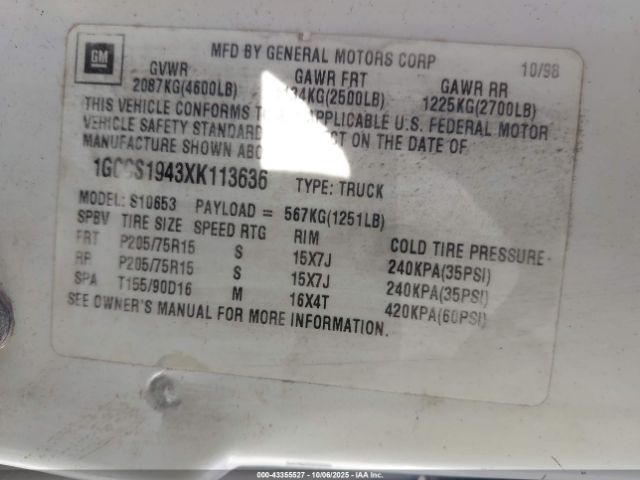 GM
MFD BY GENERAL MOTORS CORP 10/98
GVWR GAWR FRT GAWR RR
2087KG(4600LB) 134KG(2500LB) 1225KG(2700LB)
THIS VEHICLE CONFORMS TO APPLICABLE U.S. FEDERAL MOTOR
VEHICLE SAFETY STANDARDS ON THE DATE OF
MANUFACTURE SHOWN
1GCCS1943XK113636 TYPE: TRUCK
MODEL: S10653 PAYLOAD = 567KG(1251LB)
SPBV TIRE SIZE SPEED RTG RIM COLD TIRE PRESSURE
FRT P205/75R15 S 15X7J 240KPA(35PSI)
RR P205/75R15 S 15X7J 240KPA(35PSI)
SPA T155/90D16 M 16X4T 420KPA(60PSI)
SEE OWNER'S MANUAL FOR MORE INFORMATION.
000-43355527 - 10/06/2025 - © IAA Inc.